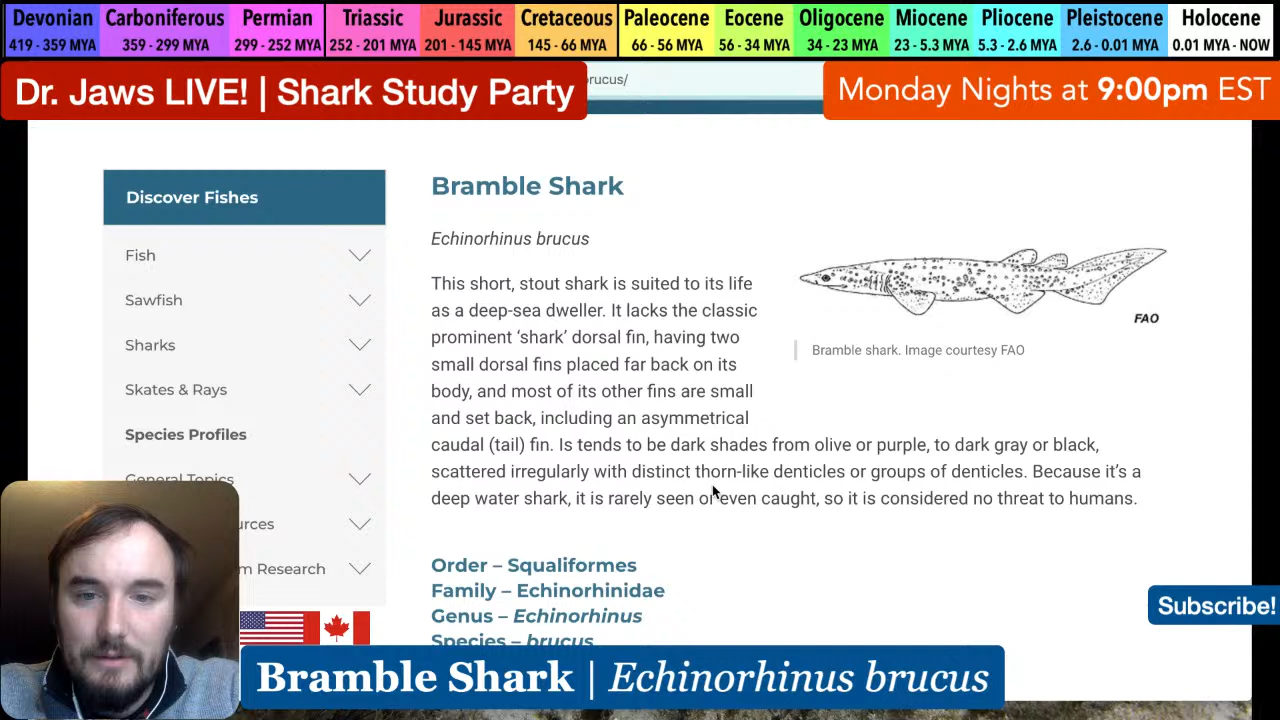 Devonian Carboniferous Permian Triassic Jurassic Cretaceous Paleocene Eocene Oligocene Miocene Pliocene Pleistocene Holocene
419 - 359 MYA 359 - 299 MYA 299 - 252 MYA 252 - 201 MYA 201 - 145 MYA 145 - 66 MYA 66 - 56 MYA 56 - 34 MYA 34 - 23 MYA 23 - 5.3 MYA 5.3 - 2.6 MYA 2.6 - 0.01 MYA 0.01 MYA - NOW
Dr. Jaws LIVE! | Shark Study Party
brucus/
Monday Nights at 9:00pm EST
Discover Fishes
Fish
Sawfish
Sharks
Skates & Rays
Species Profiles
General Topics
m Research
Bramble Shark
Echinorhinus brucus
This short, stout shark is suited to its life
as a deep-sea dweller. It lacks the classic
prominent ‘shark’ dorsal fin, having two
small dorsal fins placed far back on its
body, and most of its other fins are small
and set back, including an asymmetrical
caudal (tail) fin. Is tends to be dark shades from olive or purple, to dark gray or black,
scattered irregularly with distinct thorn-like denticles or groups of denticles. Because it’s a
deep water shark, it is rarely seen or even caught, so it is considered no threat to humans.
FAO
Bramble shark. Image courtesy FAO
Order – Squaliformes
Family – Echinorhinidae
Genus – Echinorhinus
Species – brucus
Subscribe!
Bramble Shark | Echinorhinus brucus